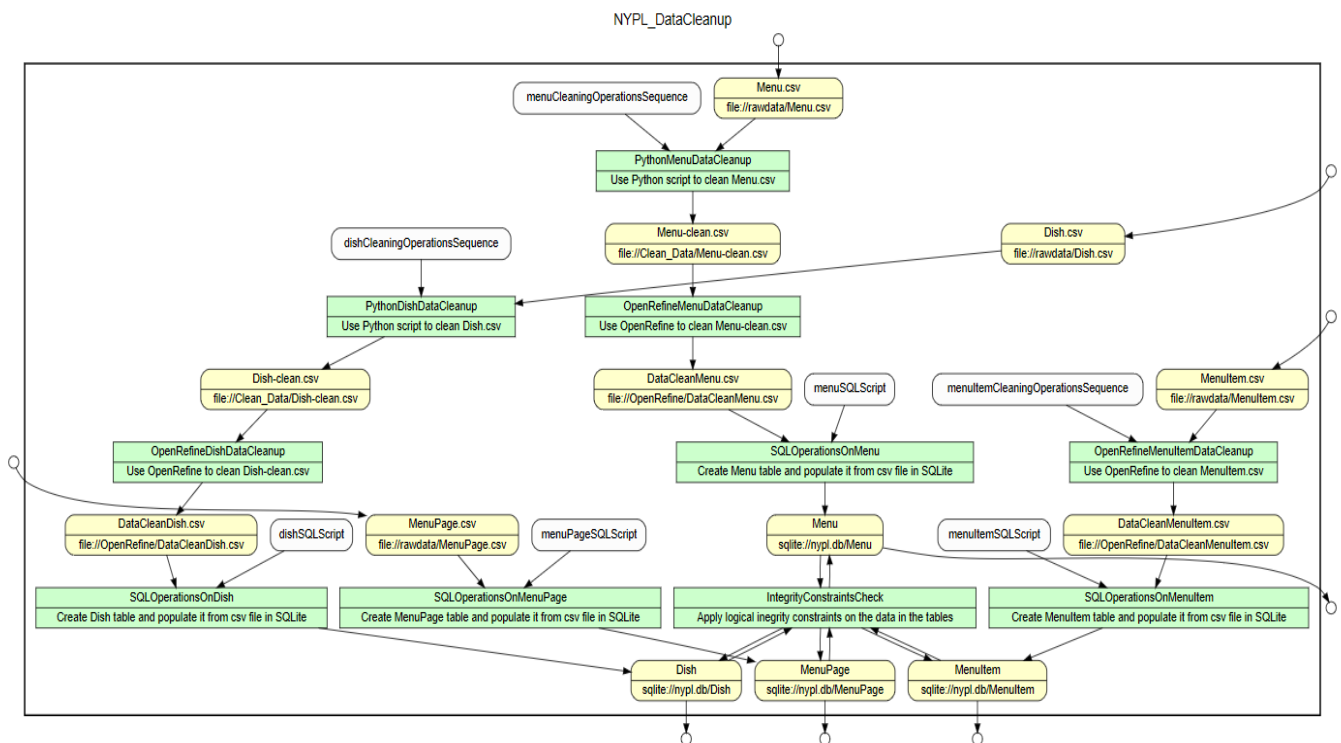 NYPL_DataCleanup
menuCleaningOperationsSequence
Menu.csv
file://rawdata/Menu.csv
PythonMenuDataCleanup
Use Python script to clean Menu.csv
dishCleaningOperationsSequence
Menu-clean.csv
file://Clean_Data/Menu-clean.csv
Dish.csv
file://rawdata/Dish.csv
PythonDishDataCleanup
Use Python script to clean Dish.csv
OpenRefineMenuDataCleanup
Use OpenRefine to clean Menu-clean.csv
Dish-clean.csv
file://Clean_Data/Dish-clean.csv
DataCleanMenu.csv
file://OpenRefine/DataCleanMenu.csv
menuSQLScript
menuItemCleaningOperationsSequence
MenuItem.csv
file://rawdata/MenuItem.csv
OpenRefineDishDataCleanup
Use OpenRefine to clean Dish-clean.csv
SQLOperationsOnMenu
Create Menu table and populate it from csv file in SQLite
OpenRefineMenuItemDataCleanup
Use OpenRefine to clean MenuItem.csv
DataCleanDish.csv
file://OpenRefine/DataCleanDish.csv
dishSQLScript
MenuPage.csv
file://rawdata/MenuPage.csv
menuPageSQLScript
Menu
sqlite://nypl.db/Menu
menuItemSQLScript
DataCleanMenuItem.csv
file://OpenRefine/DataCleanMenuItem.csv
SQLOperationsOnDish
Create Dish table and populate it from csv file in SQLite
SQLOperationsOnMenuPage
Create MenuPage table and populate it from csv file in SQLite
IntegrityConstraintsCheck
Apply logical inegrity constraints on the data in the tables
SQLOperationsOnMenuItem
Create MenuItem table and populate it from csv file in SQLite
Dish
sqlite://nypl.db/Dish
MenuPage
sqlite://nypl.db/MenuPage
MenuItem
sqlite://nypl.db/MenuItem